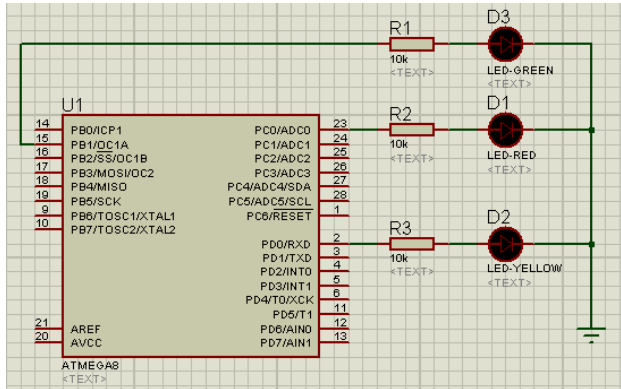 D3
R1
10k
<TEXT>
LED-GREEN
<TEXT>
U1
D1
R2
10k
<TEXT>
LED-RED
<TEXT>
14 PB0/ICP1 PC0/ADC0 23
15 PB1/OC1A PC1/ADC1 24
16 PB2/SS/OC1B PC2/ADC2 25
17 PB3/MOSI/OC2 PC3/ADC3 26
18 PB4/MISO PC4/ADC4/SDA 27
19 PB5/SCK PC5/ADC5/SCL 28
9 PB6/TOSC1/XTAL1 PC6/RESET 1
10 PB7/TOSC2/XTAL2
D2
R3
10k
<TEXT>
LED-YELLOW
<TEXT>
PD0/RXD 2
PD1/TXD 3
PD2/INT0 4
PD3/INT1 5
PD4/T0/XCK 6
PD5/T1 11
21 AREF PD6/AIN0 12
20 AVCC PD7/AIN1 13
ATMEGA8
<TEXT>